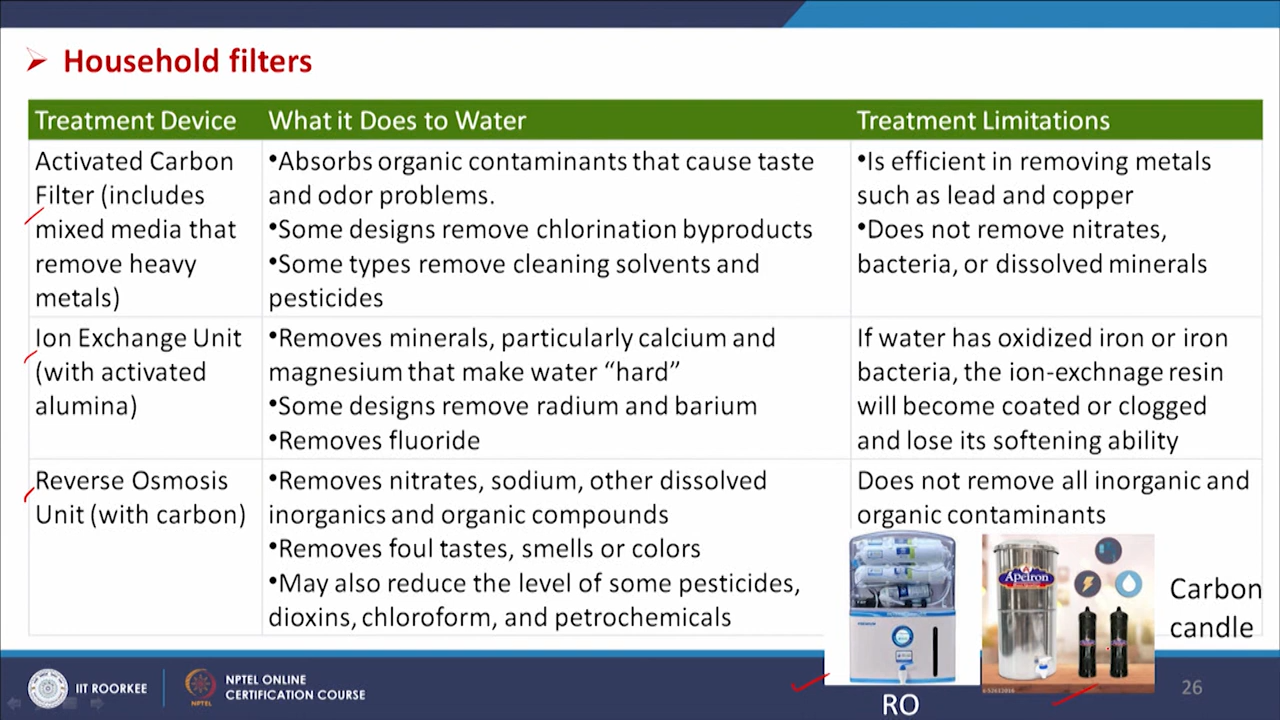 Household filters
Treatment Device
What it Does to Water
Treatment Limitations
Activated Carbon
Filter (includes
mixed media that
remove heavy
metals)
•Absorbs organic contaminants that cause taste
and odor problems.
•Some designs remove chlorination byproducts
•Some types remove cleaning solvents and
pesticides
•Is efficient in removing metals
such as lead and copper
•Does not remove nitrates,
bacteria, or dissolved minerals
Ion Exchange Unit
(with activated
alumina)
•Removes minerals, particularly calcium and
magnesium that make water “hard”
•Some designs remove radium and barium
•Removes fluoride
If water has oxidized iron or iron
bacteria, the ion-exchnage resin
will become coated or clogged
and lose its softening ability
Reverse Osmosis
Unit (with carbon)
•Removes nitrates, sodium, other dissolved
inorganics and organic compounds
•Removes foul tastes, smells or colors
•May also reduce the level of some pesticides,
dioxins, chloroform, and petrochemicals
Does not remove all inorganic and
organic contaminants
Apeiron
Carbon
candle
RO
IIT ROORKEE
NPTEL
NPTEL ONLINE
CERTIFICATION COURSE
26